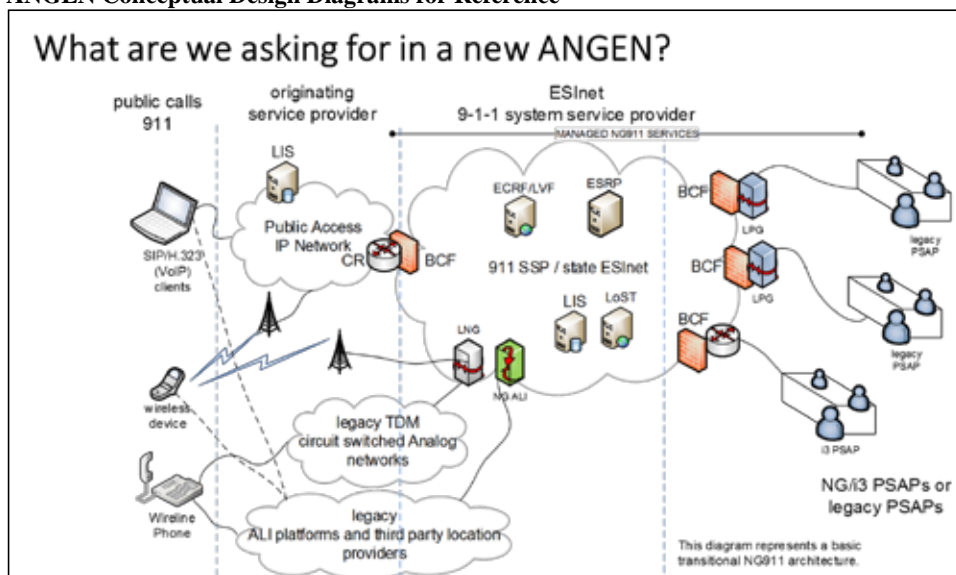 ANGEN Conceptual Design Diagrams for Reference
What are we asking for in a new ANGEN?
public calls
911
originating
service provider
ESInet
9-1-1 system service provider
MANAGED NG911 SERVICES
LIS
Public Access
IP Network
CR
BCF
SIP/H.323
(VoIP)
clients
ECRF/LVF
ESRP
911 SSP / state ESInet
LIS
LoST
LNG
NG ALI
BCF
LPG
legacy
PSAP
BCF
LPG
legacy
PSAP
BCF
i3 PSAP
wireless
device
legacy TDM
circuit switched Analog
networks
Wireline
Phone
legacy
ALI platforms and third party location
providers
NG/i3 PSAPs or
legacy PSAPs
This diagram represents a basic
transitional NG911 architecture.